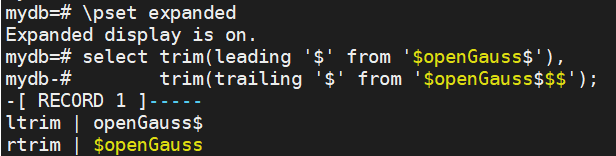 mydb=# \pset expanded
Expanded display is on.
mydb=# select trim(leading '$' from '$openGauss$'),
mydb-#        trim(trailing '$' from '$openGauss$$$');
-[ RECORD 1 ]-----
ltrim | openGauss$
rtrim | $openGauss